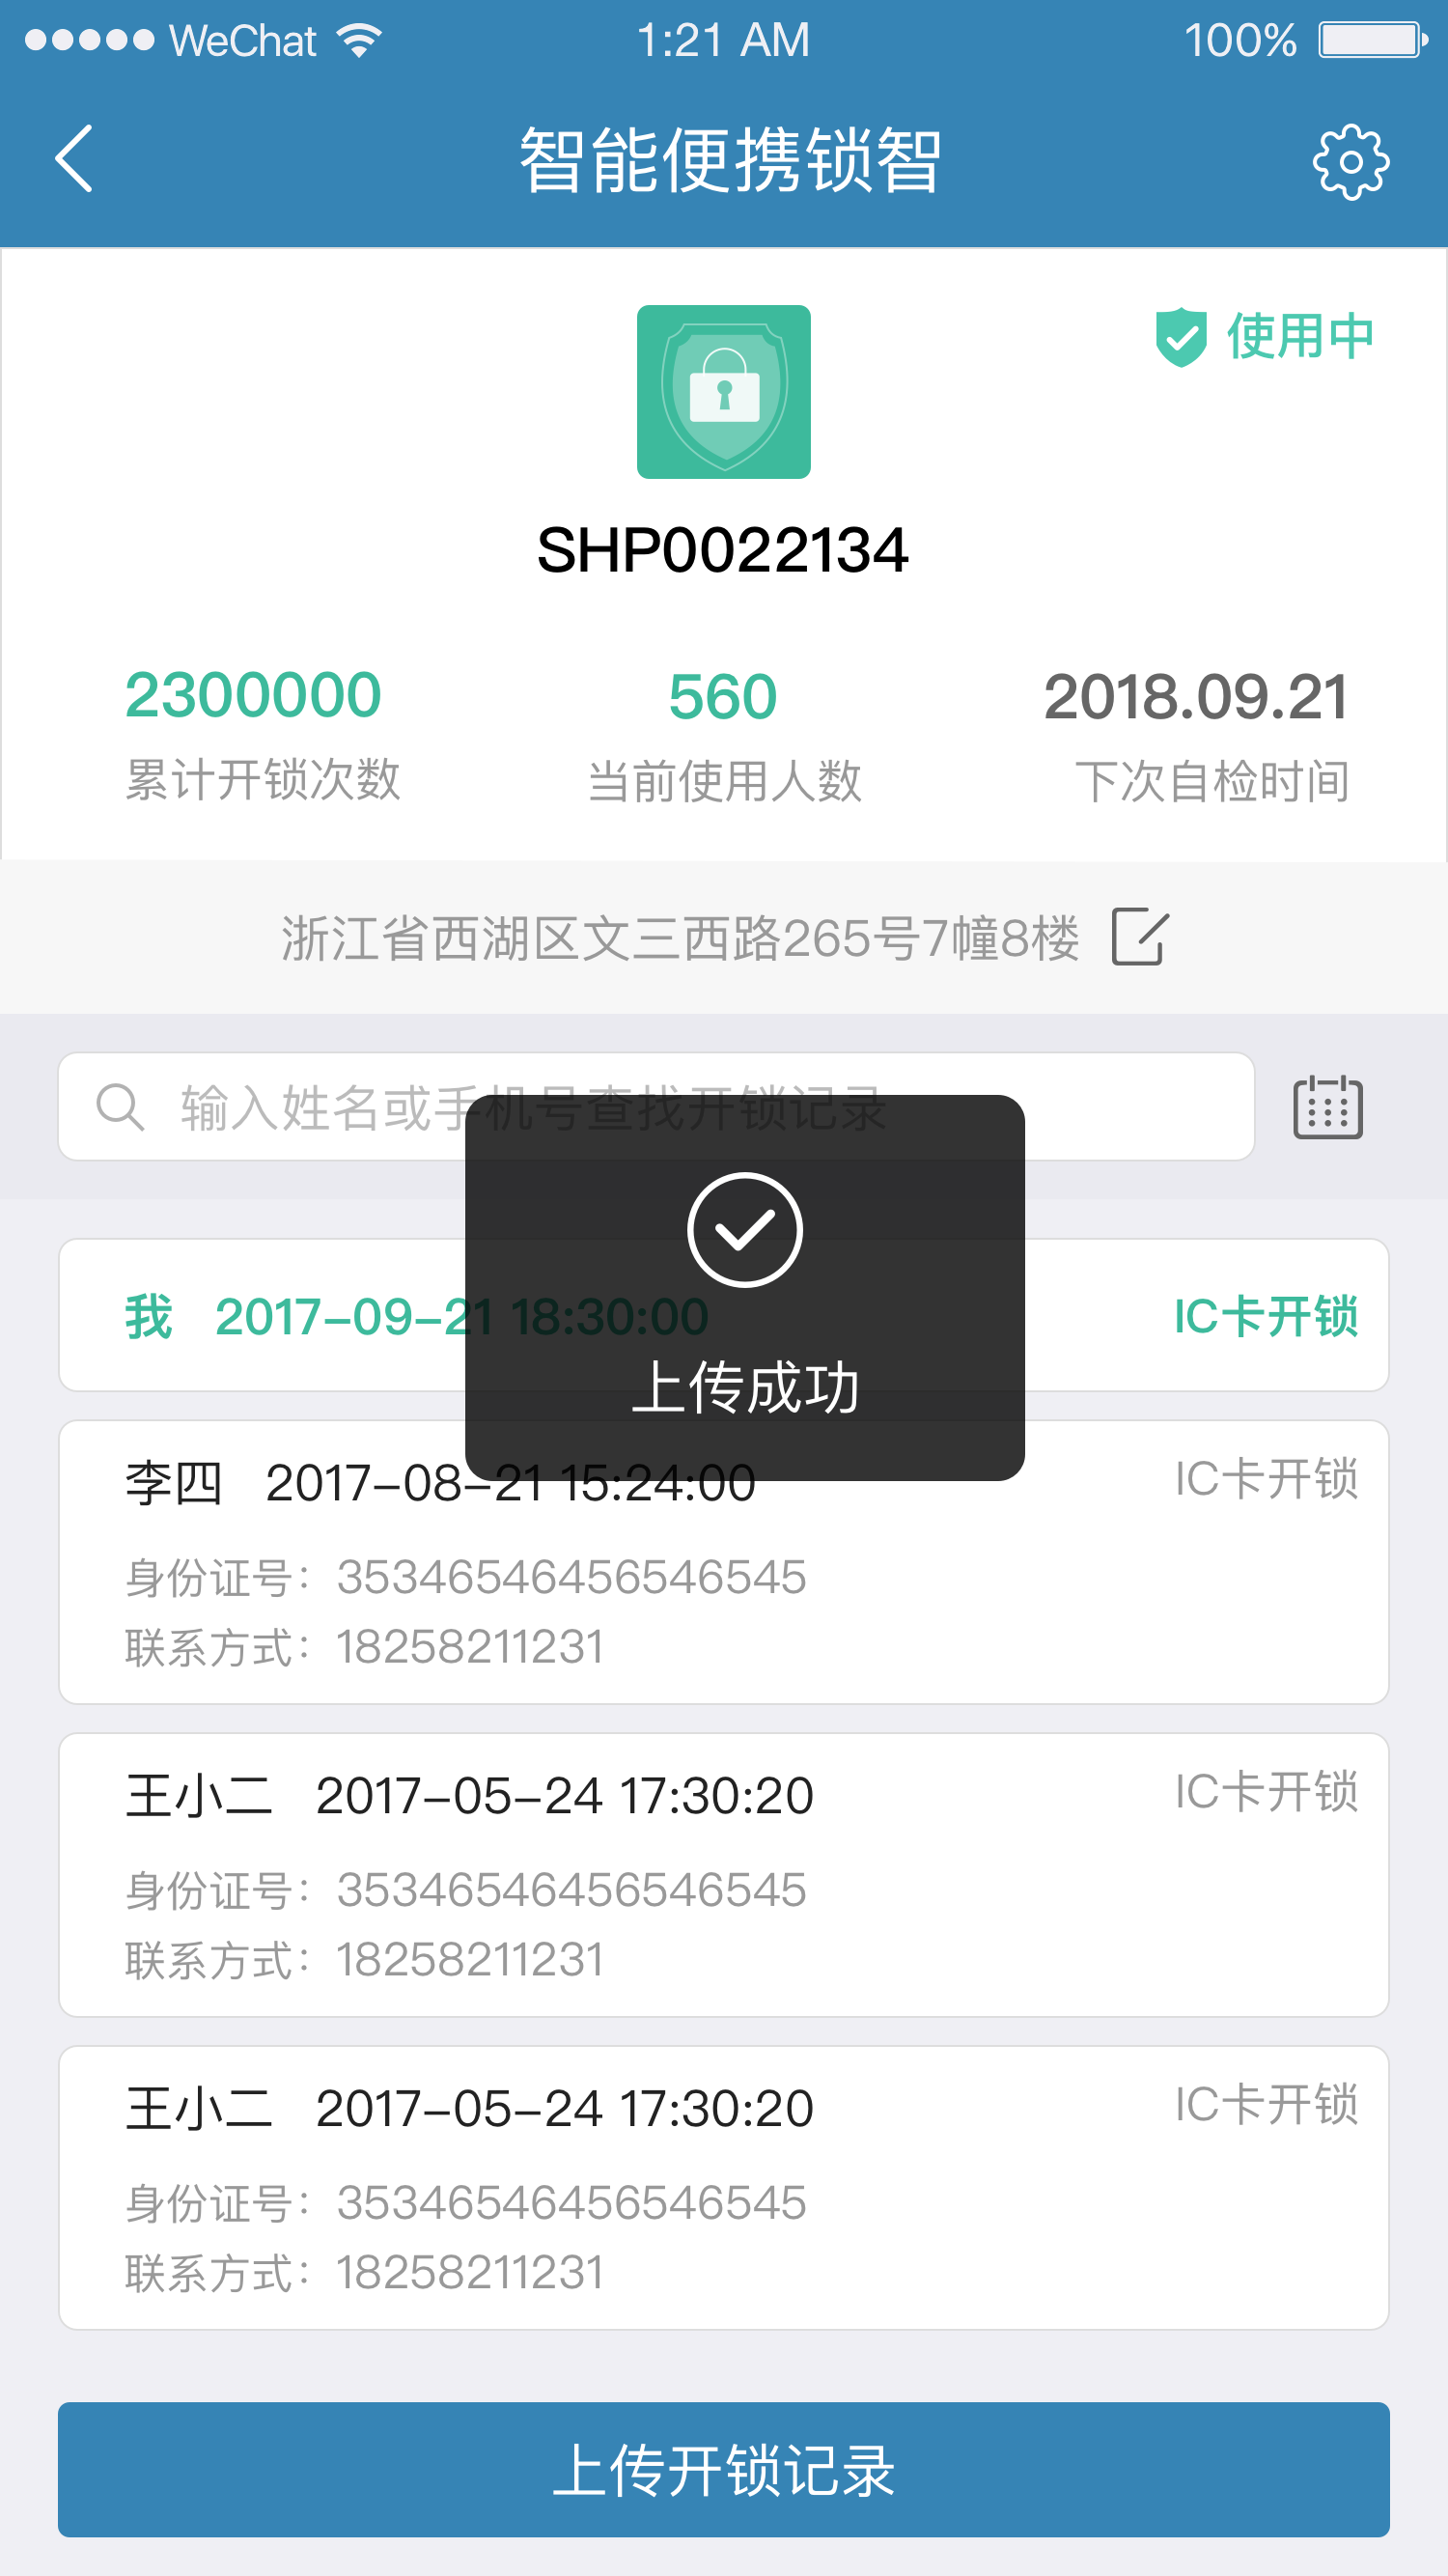 WeChat 1:21 AM 100%
智能便携锁智
使用中
SHP0022134
2300000 560 2018.09.21
累计开锁次数 当前使用人数 下次自检时间
浙江省西湖区文三西路265号7幢8楼
输入姓名或手机号查找开锁记录
我 2017-09-21 18:30:00 IC卡开锁
上传成功
李四 2017-08-21 15:24:00 IC卡开锁
身份证号: 35346546456546545
联系方式: 18258211231
王小二 2017-05-24 17:30:20 IC卡开锁
身份证号: 35346546456546545
联系方式: 18258211231
王小二 2017-05-24 17:30:20 IC卡开锁
身份证号: 35346546456546545
联系方式: 18258211231
上传开锁记录